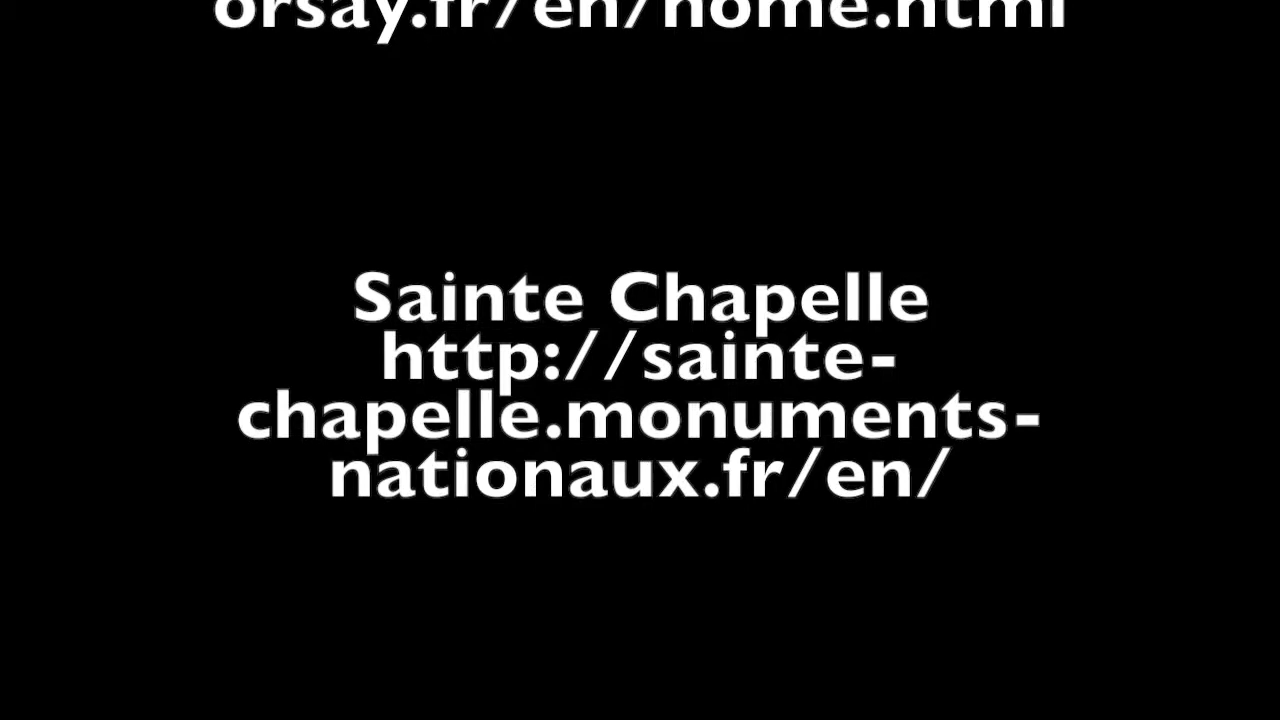 orsay.fr/en/home.html
Sainte Chapelle
http://sainte-
chapelle.monuments-
nationaux.fr/en/